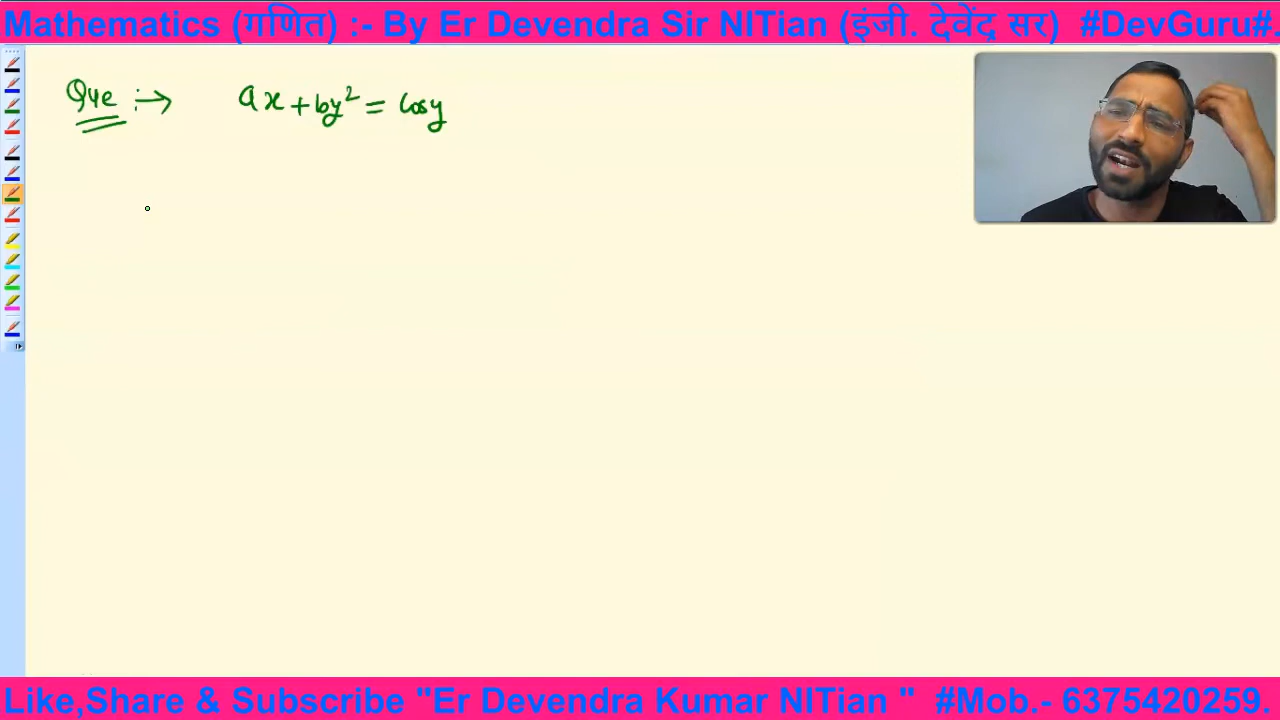 Mathematics (गणित) :- By Er Devendra Sir NITian (इंजी. देवेंद्र सर) #DevGuru#.
Que :→ ax + by² = cosy
Like,Share & Subscribe "Er Devendra Kumar NITian " #Mob.- 6375420259.